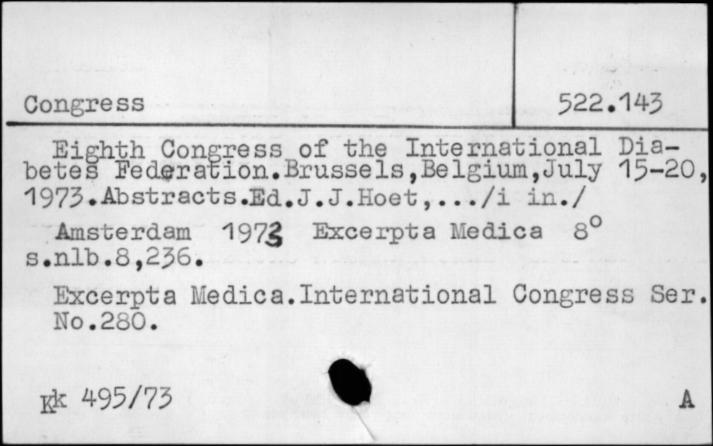 Congress 522.143
Eighth Congress of the International Dia-
betes Federation.Brussels,Belgium,July 15-20,
1973.Abstracts.Ed.J.J.Hoet,.../i in./
Amsterdam 1973 Excerpta Medica 8°
s.nlb.8,236.
Excerpta Medica.International Congress Ser.
No.280.
Kk 495/73 A